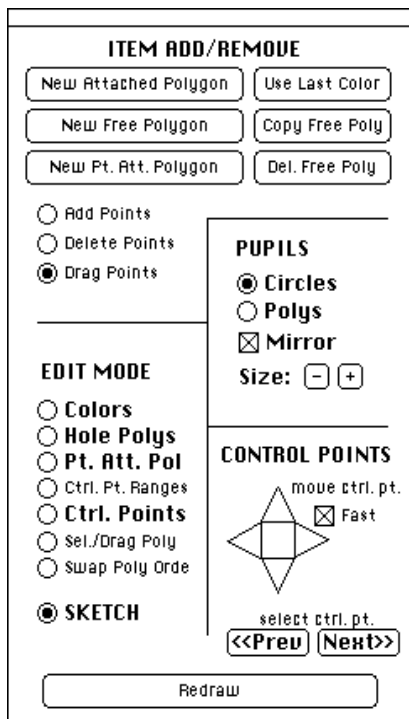 ITEM ADD/REMOVE
New Attached Polygon
Use Last Color
New Free Polygon
Copy Free Poly
New Pt. Att. Polygon
Del. Free Poly
Add Points
Delete Points
Drag Points
PUPILS
Circles
Polys
Mirror
Size: - +
EDIT MODE
Colors
Hole Polys
Pt. Att. Pol
Ctrl. Pt. Ranges
Ctrl. Points
Sel./Drag Poly
Swap Poly Orde
SKETCH
CONTROL POINTS
move ctrl. pt.
Fast
select ctrl. pt.
<<Prev Next>>
Redraw